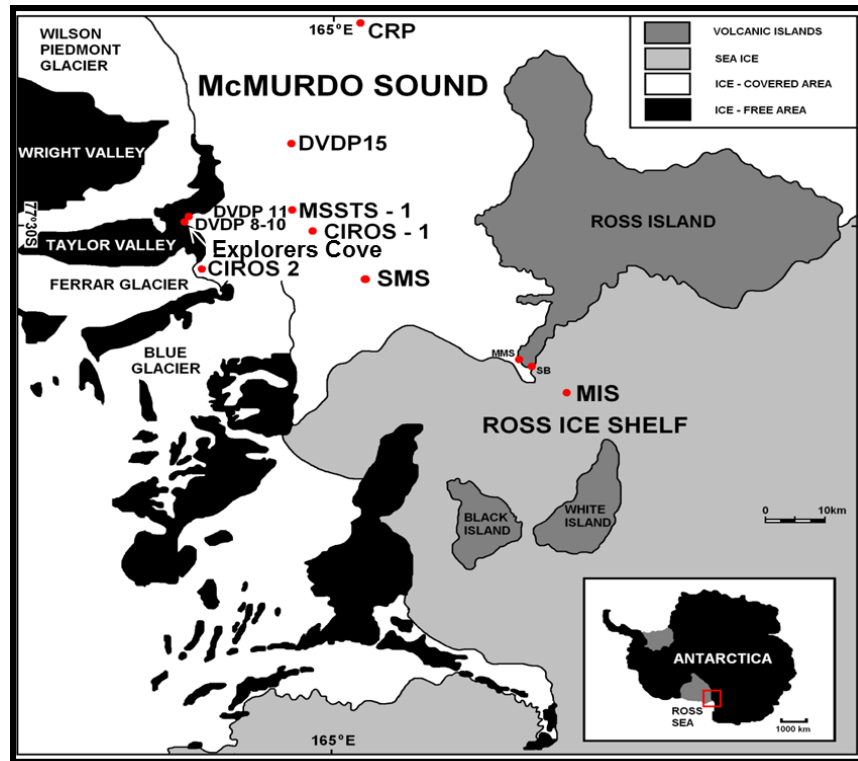 WILSON
PIEDMONT
GLACIER
165°E
CRP
VOLCANIC ISLANDS
SEA ICE
ICE - COVERED AREA
ICE - FREE AREA
McMURDO SOUND
WRIGHT VALLEY
DVDP15
77°30S
DVDP 11
DVDP 8-10
MSSTS - 1
CIROS - 1
ROSS ISLAND
TAYLOR VALLEY
Explorers Cove
CIROS 2
FERRAR GLACIER
SMS
BLUE
GLACIER
MMS
SB
MIS
ROSS ICE SHELF
BLACK
ISLAND
WHITE
ISLAND
0 10km
ANTARCTICA
ROSS
SEA
1000 km
165°E